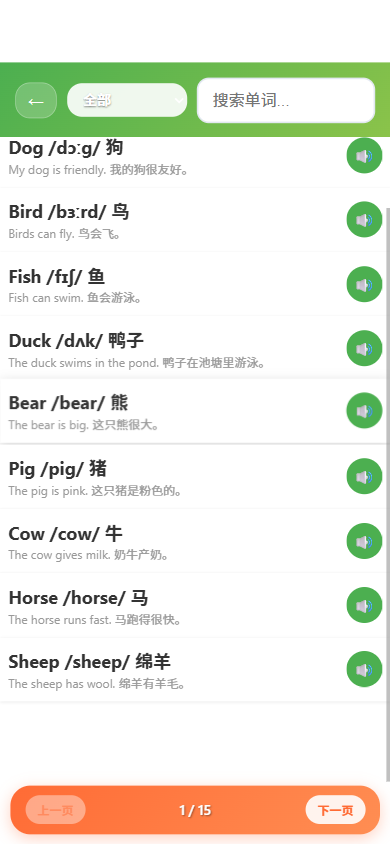 ←
全部
搜索单词...
Dog /dɔːg/ 狗
My dog is friendly. 我的狗很友好。
Bird /bɜːrd/ 鸟
Birds can fly. 鸟会飞。
Fish /fɪʃ/ 鱼
Fish can swim. 鱼会游泳。
Duck /dʌk/ 鸭子
The duck swims in the pond. 鸭子在池塘里游泳。
Bear /bear/ 熊
The bear is big. 这只熊很大。
Pig /pig/ 猪
The pig is pink. 这只猪是粉色的。
Cow /cow/ 牛
The cow gives milk. 奶牛产奶。
Horse /horse/ 马
The horse runs fast. 马跑得很快。
Sheep /sheep/ 绵羊
The sheep has wool. 绵羊有羊毛。
上一页 1 / 15 下一页